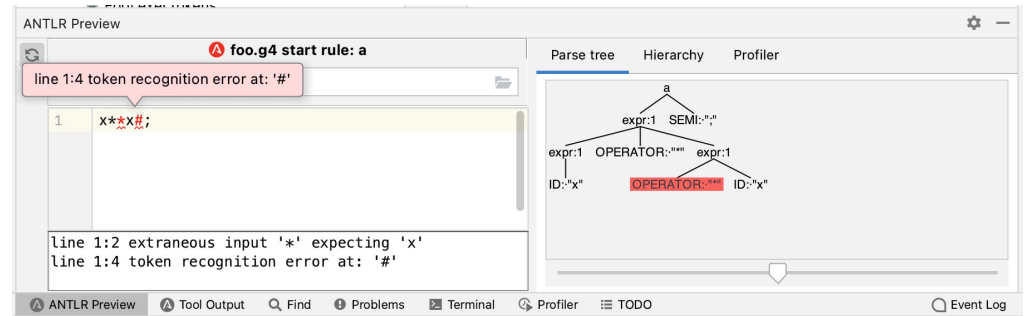 ANTLR Preview
foo.g4 start rule: a
line 1:4 token recognition error at: '#'
1 x**x#;
line 1:2 extraneous input '*' expecting 'x'
line 1:4 token recognition error at: '#'
Parse tree Hierarchy Profiler
a
expr:1 SEMI:-";"
expr:1 OPERATOR:-"*" expr:1
ID:-"x" OPERATOR:-"*" ID:-"x"
ANTLR Preview Tool Output Find Problems Terminal Profiler TODO Event Log